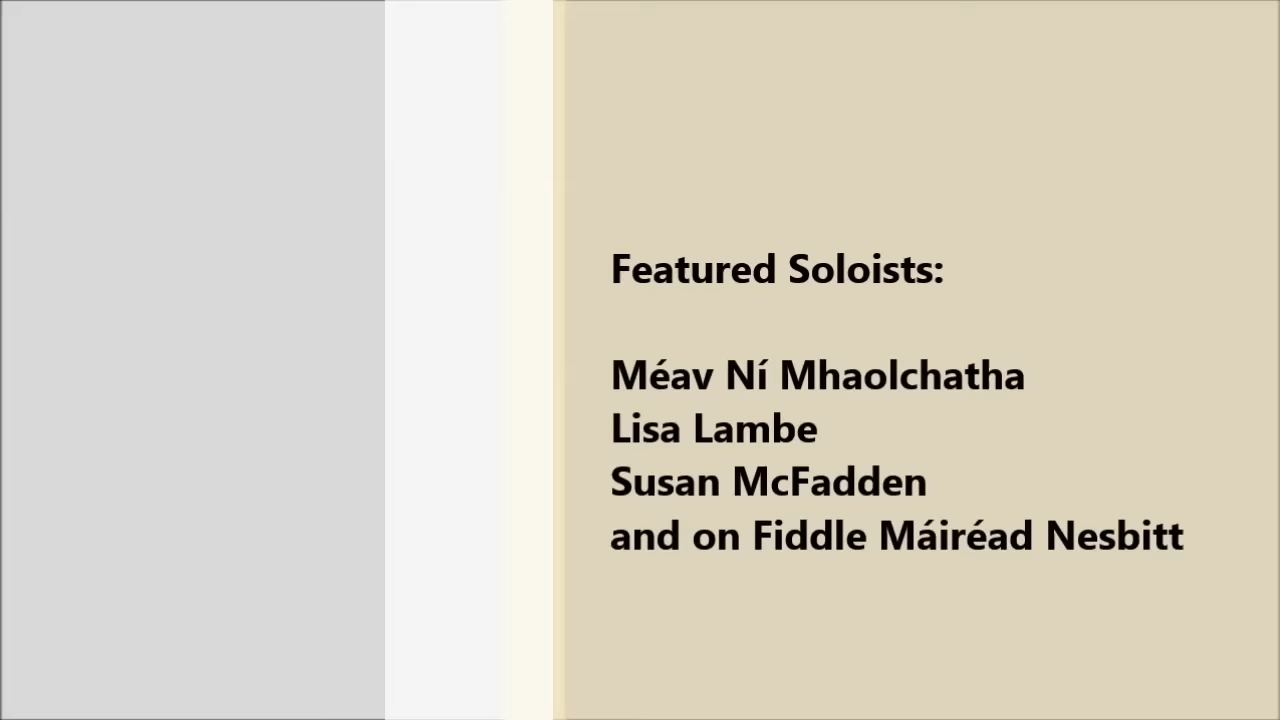 Featured Soloists:
Méav Ní Mhaolchatha
Lisa Lambe
Susan McFadden
and on Fiddle Máiréad Nesbitt